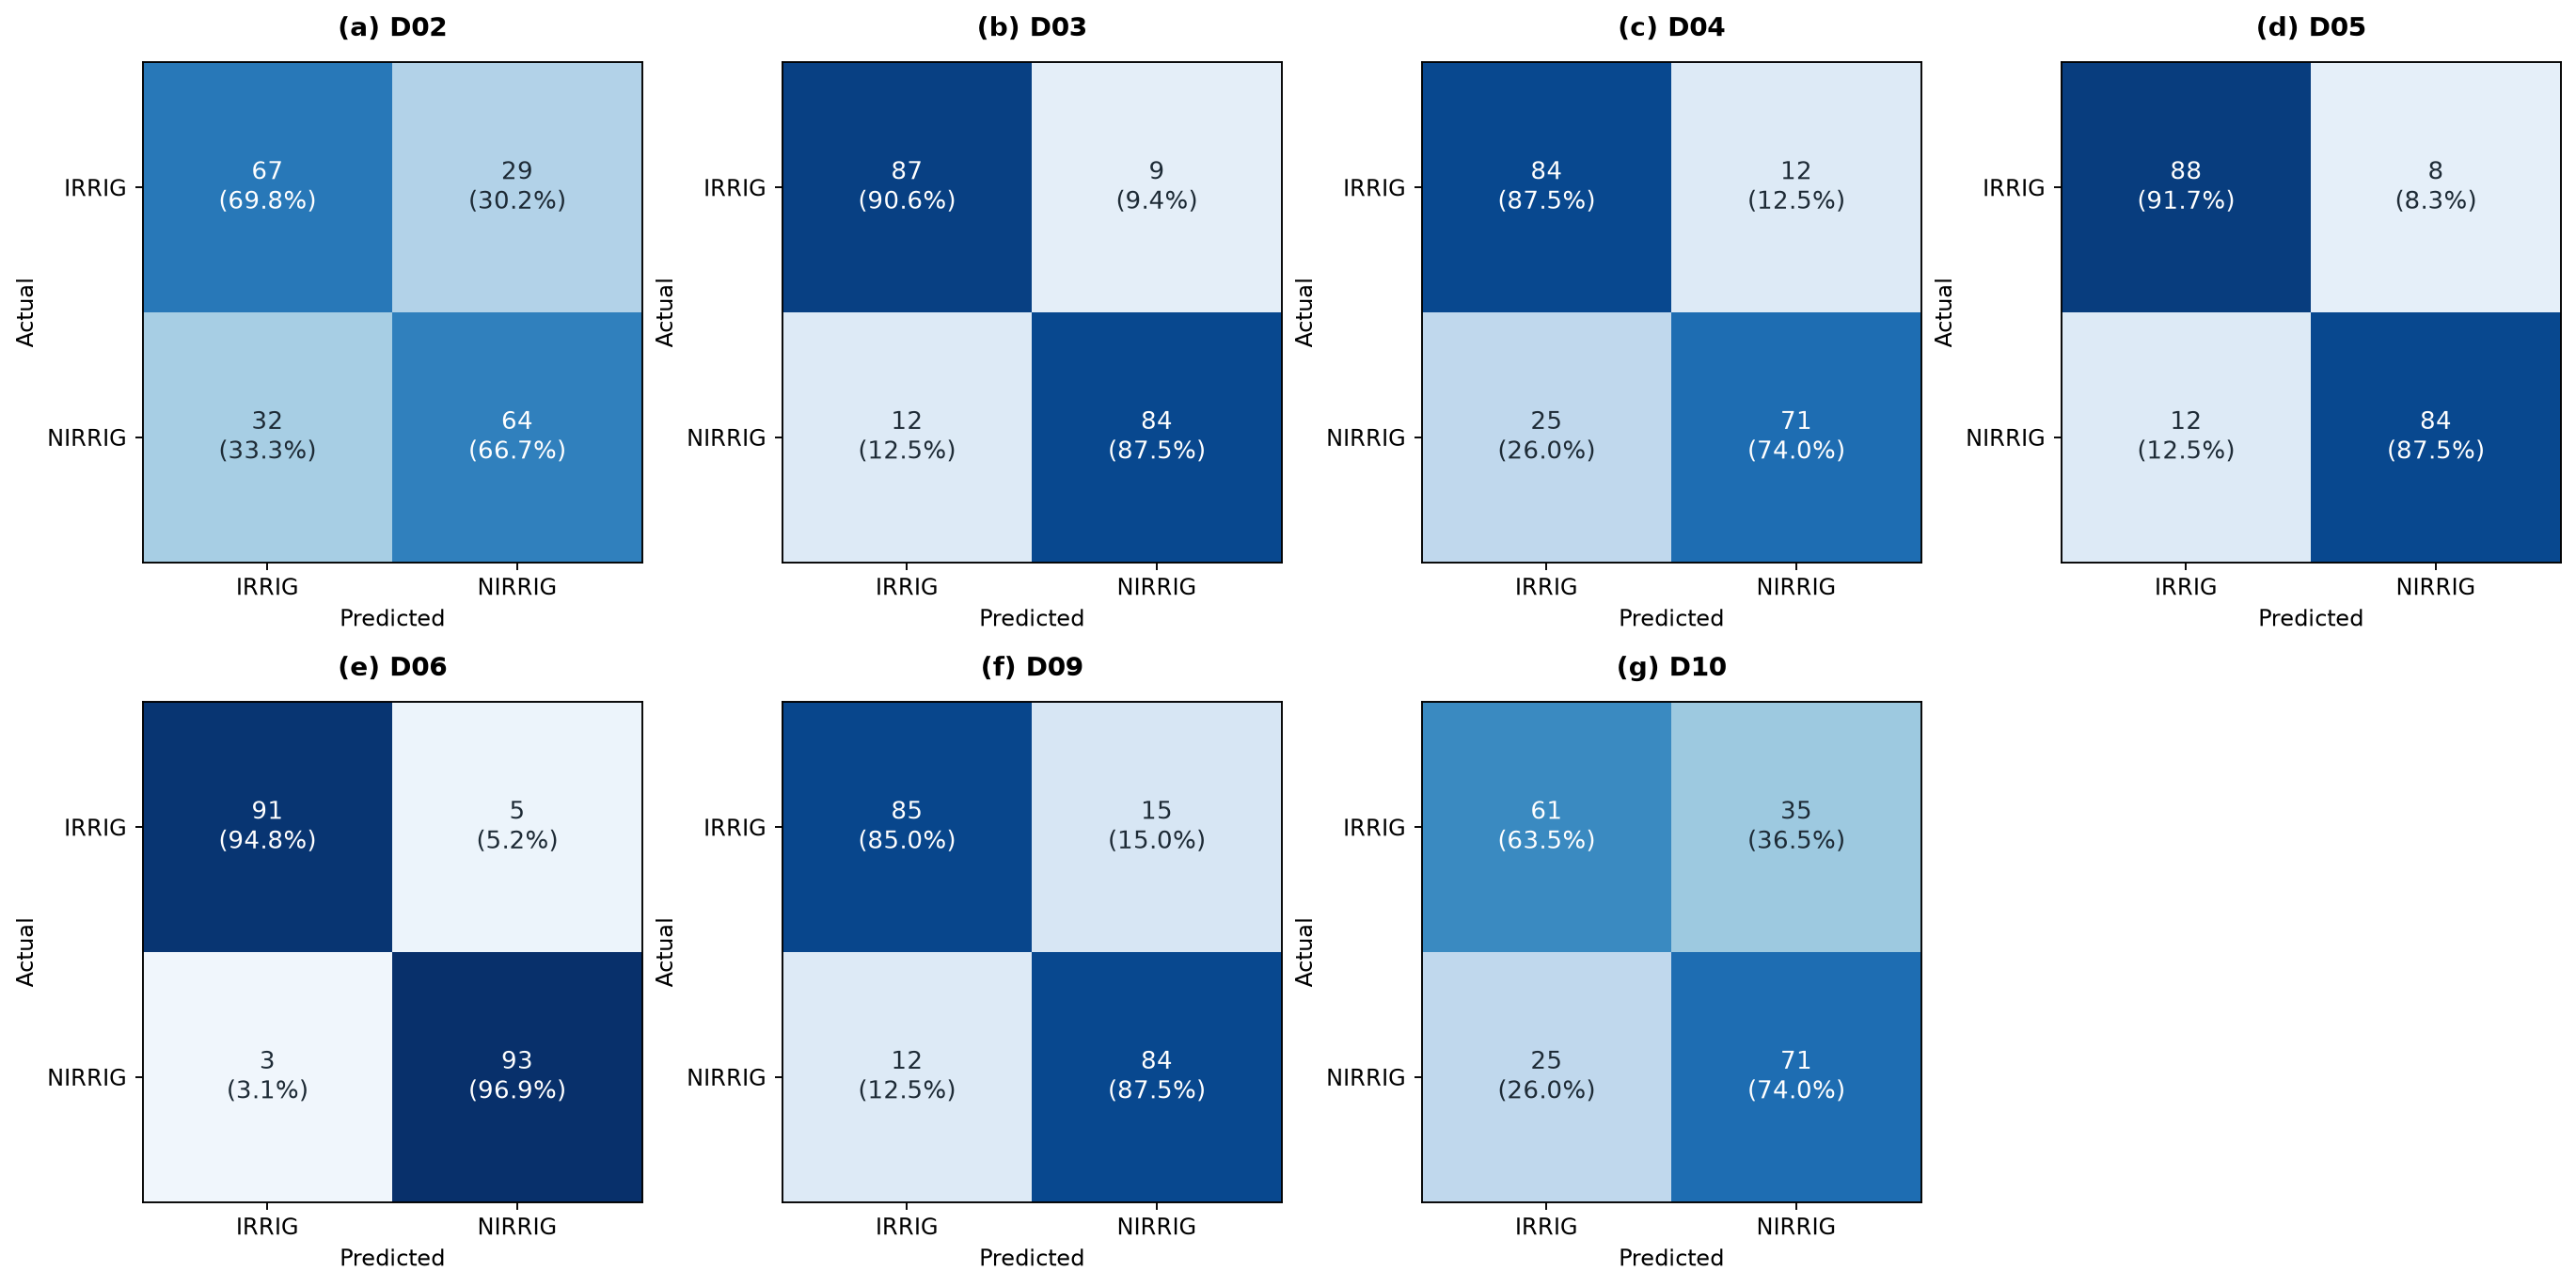 (a) D02
Actual
IRRIG
67
(69.8%)
29
(30.2%)
NIRRIG
32
(33.3%)
64
(66.7%)
IRRIG
NIRRIG
Predicted
(b) D03
Actual
IRRIG
87
(90.6%)
9
(9.4%)
NIRRIG
12
(12.5%)
84
(87.5%)
IRRIG
NIRRIG
Predicted
(c) D04
Actual
IRRIG
84
(87.5%)
12
(12.5%)
NIRRIG
25
(26.0%)
71
(74.0%)
IRRIG
NIRRIG
Predicted
(d) D05
Actual
IRRIG
88
(91.7%)
8
(8.3%)
NIRRIG
12
(12.5%)
84
(87.5%)
IRRIG
NIRRIG
Predicted
(e) D06
Actual
IRRIG
91
(94.8%)
5
(5.2%)
NIRRIG
3
(3.1%)
93
(96.9%)
IRRIG
NIRRIG
Predicted
(f) D09
Actual
IRRIG
85
(85.0%)
15
(15.0%)
NIRRIG
12
(12.5%)
84
(87.5%)
IRRIG
NIRRIG
Predicted
(g) D10
Actual
IRRIG
61
(63.5%)
35
(36.5%)
NIRRIG
25
(26.0%)
71
(74.0%)
IRRIG
NIRRIG
Predicted